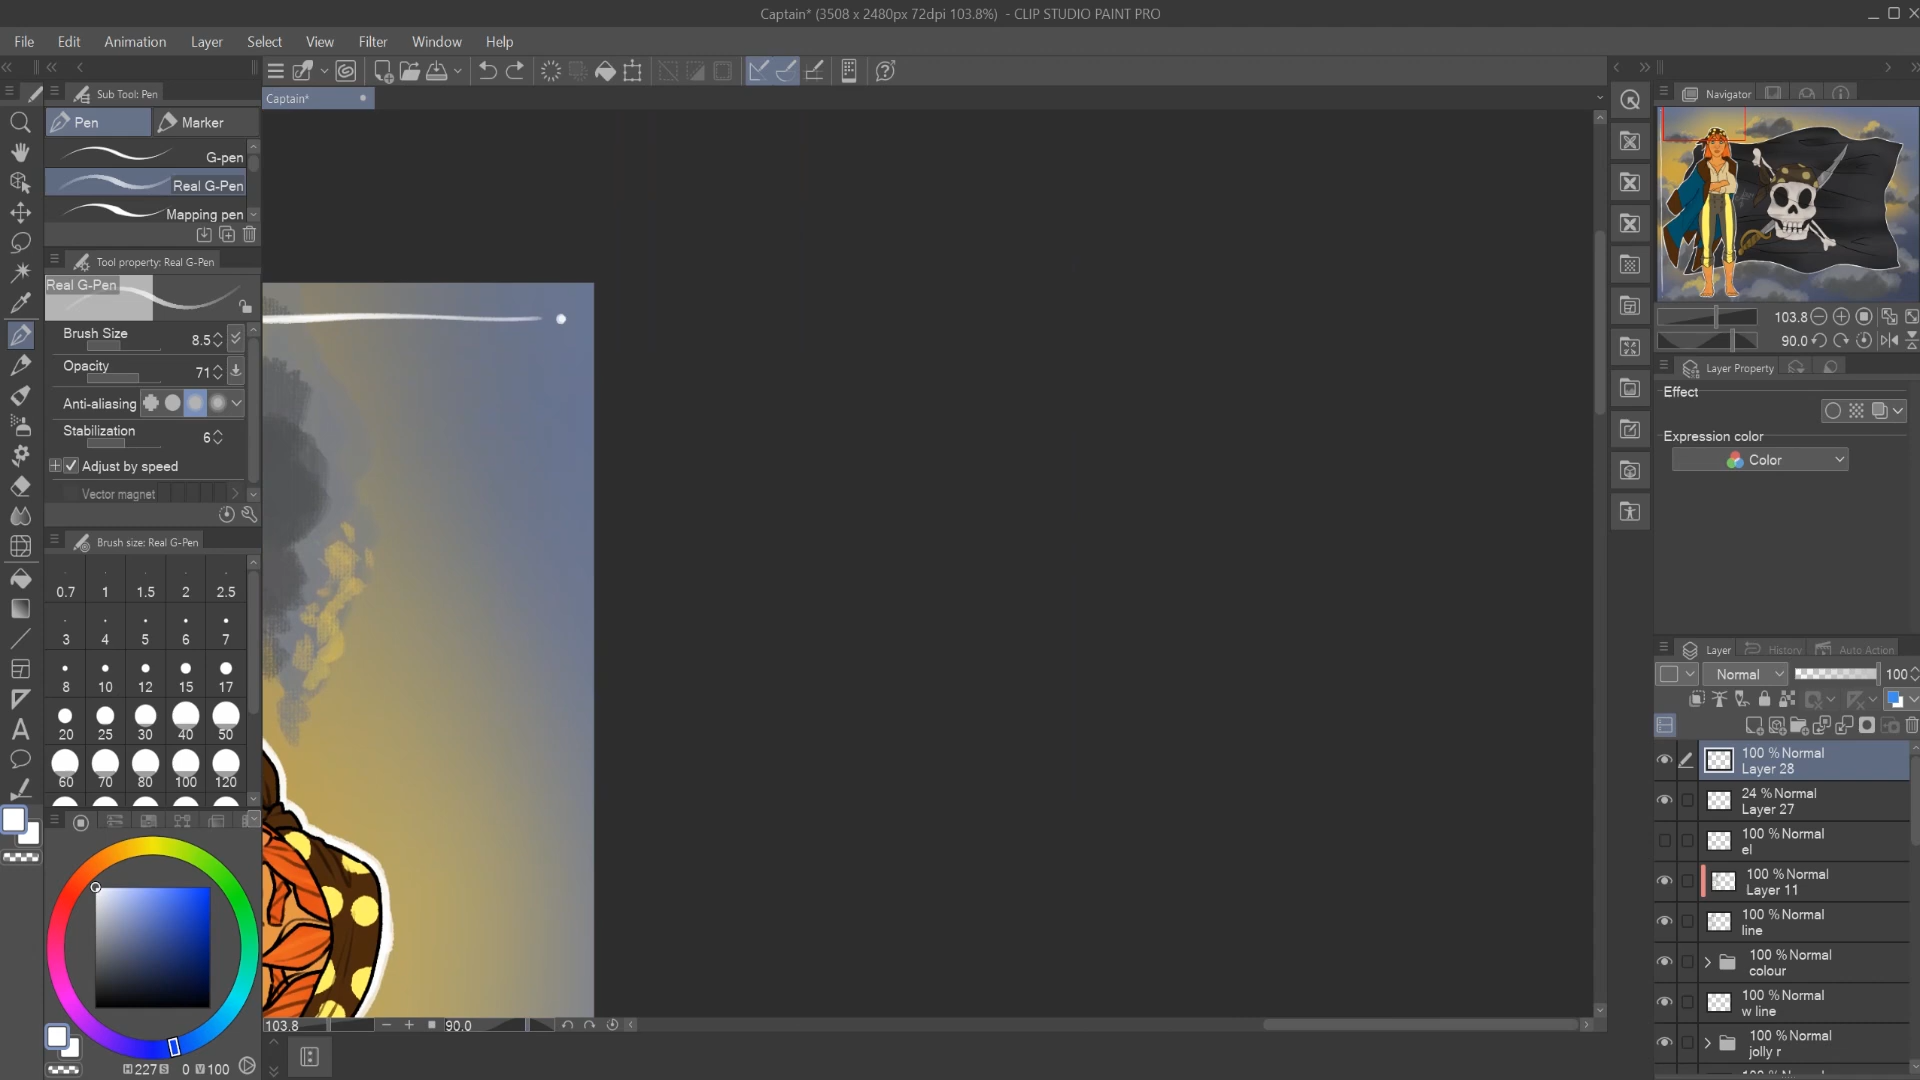 Captain* (3508 x 2480px 72dpi 103.8%) - CLIP STUDIO PAINT PRO
File Edit Animation Layer Select View Filter Window Help
Sub Tool: Pen
Pen Marker
G-pen
Real G-Pen
Mapping pen
Tool property: Real G-Pen
Real G-Pen
Brush Size 8.5
Opacity 71
Anti-aliasing
Stabilization 6
Adjust by speed
Vector magnet
Brush size: Real G-Pen
0.7 1 1.5 2 2.5
3 4 5 6 7
8 10 12 15 17
20 25 30 40 50
60 70 80 100 120
H 227 S 0 V 100
Captain*
103.8 90.0
Navigator
103.8
90.0
Layer Property
Effect
Expression color
Color
Layer History Auto Action
Normal 100
100 % Normal
Layer 28
24 % Normal
Layer 27
100 % Normal
el
100 % Normal
Layer 11
100 % Normal
line
100 % Normal
colour
100 % Normal
w line
100 % Normal
jolly r